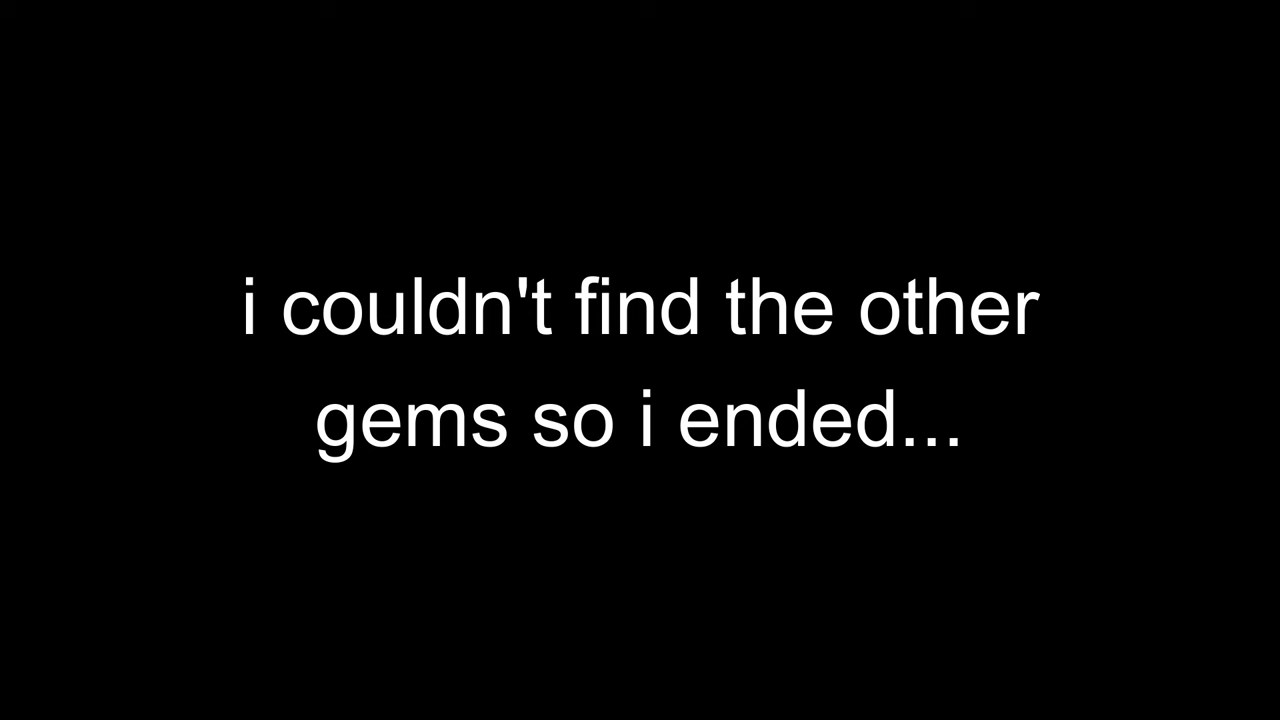 i couldn't find the other
gems so i ended...